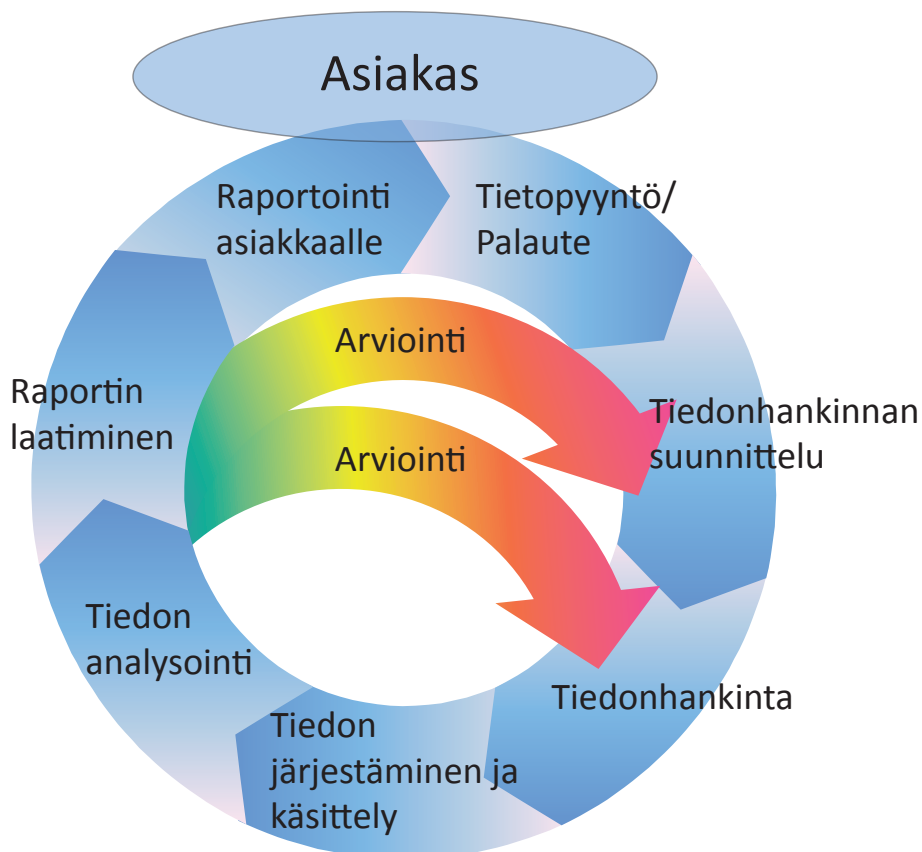 Asiakas
Raportointi
asiakkaalle
Tietopyyntö/
Palaute
Arviointi
Arviointi
Tiedonhankinnan
suunnittelu
Tiedonhankinta
Tiedon
järjestäminen ja
käsittely
Tiedon
analysointi
Raportin
laatiminen